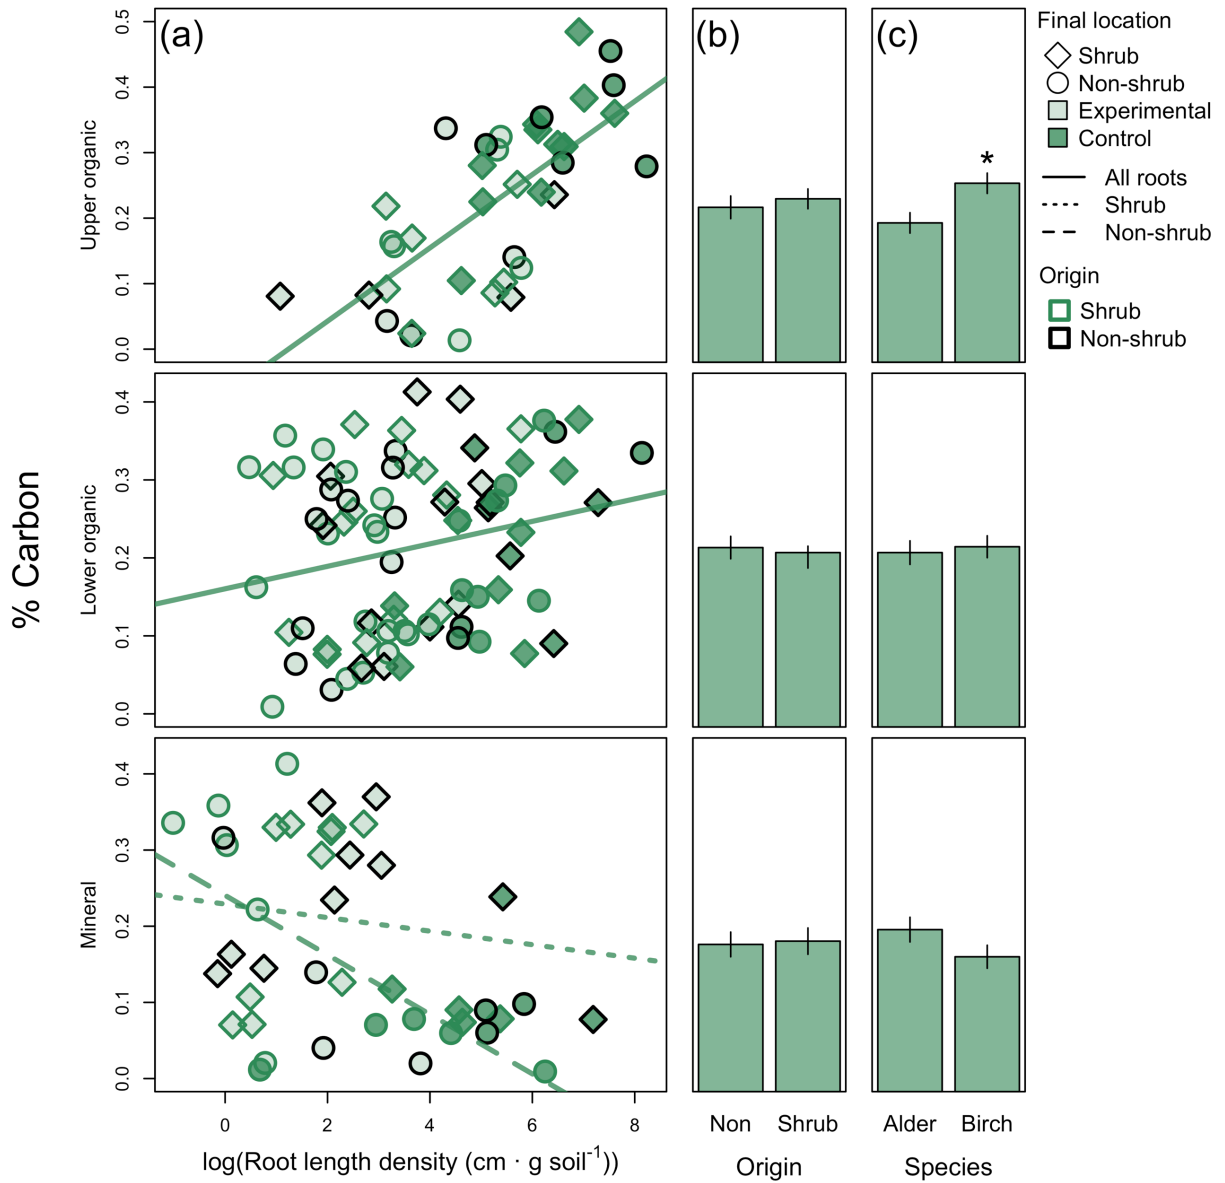 (a)
(b)
(c)
Final location
Shrub
Non-shrub
Experimental
Control
All roots
Shrub
Non-shrub
Origin
Shrub
Non-shrub
*
% Carbon
Upper organic
0.5
0.4
0.3
0.2
0.1
0.0
Lower organic
0.4
0.3
0.2
0.1
0.0
Mineral
0.4
0.3
0.2
0.1
0.0
0 2 4 6 8
log(Root length density (cm · g soil⁻¹))
Non Shrub
Origin
Alder Birch
Species